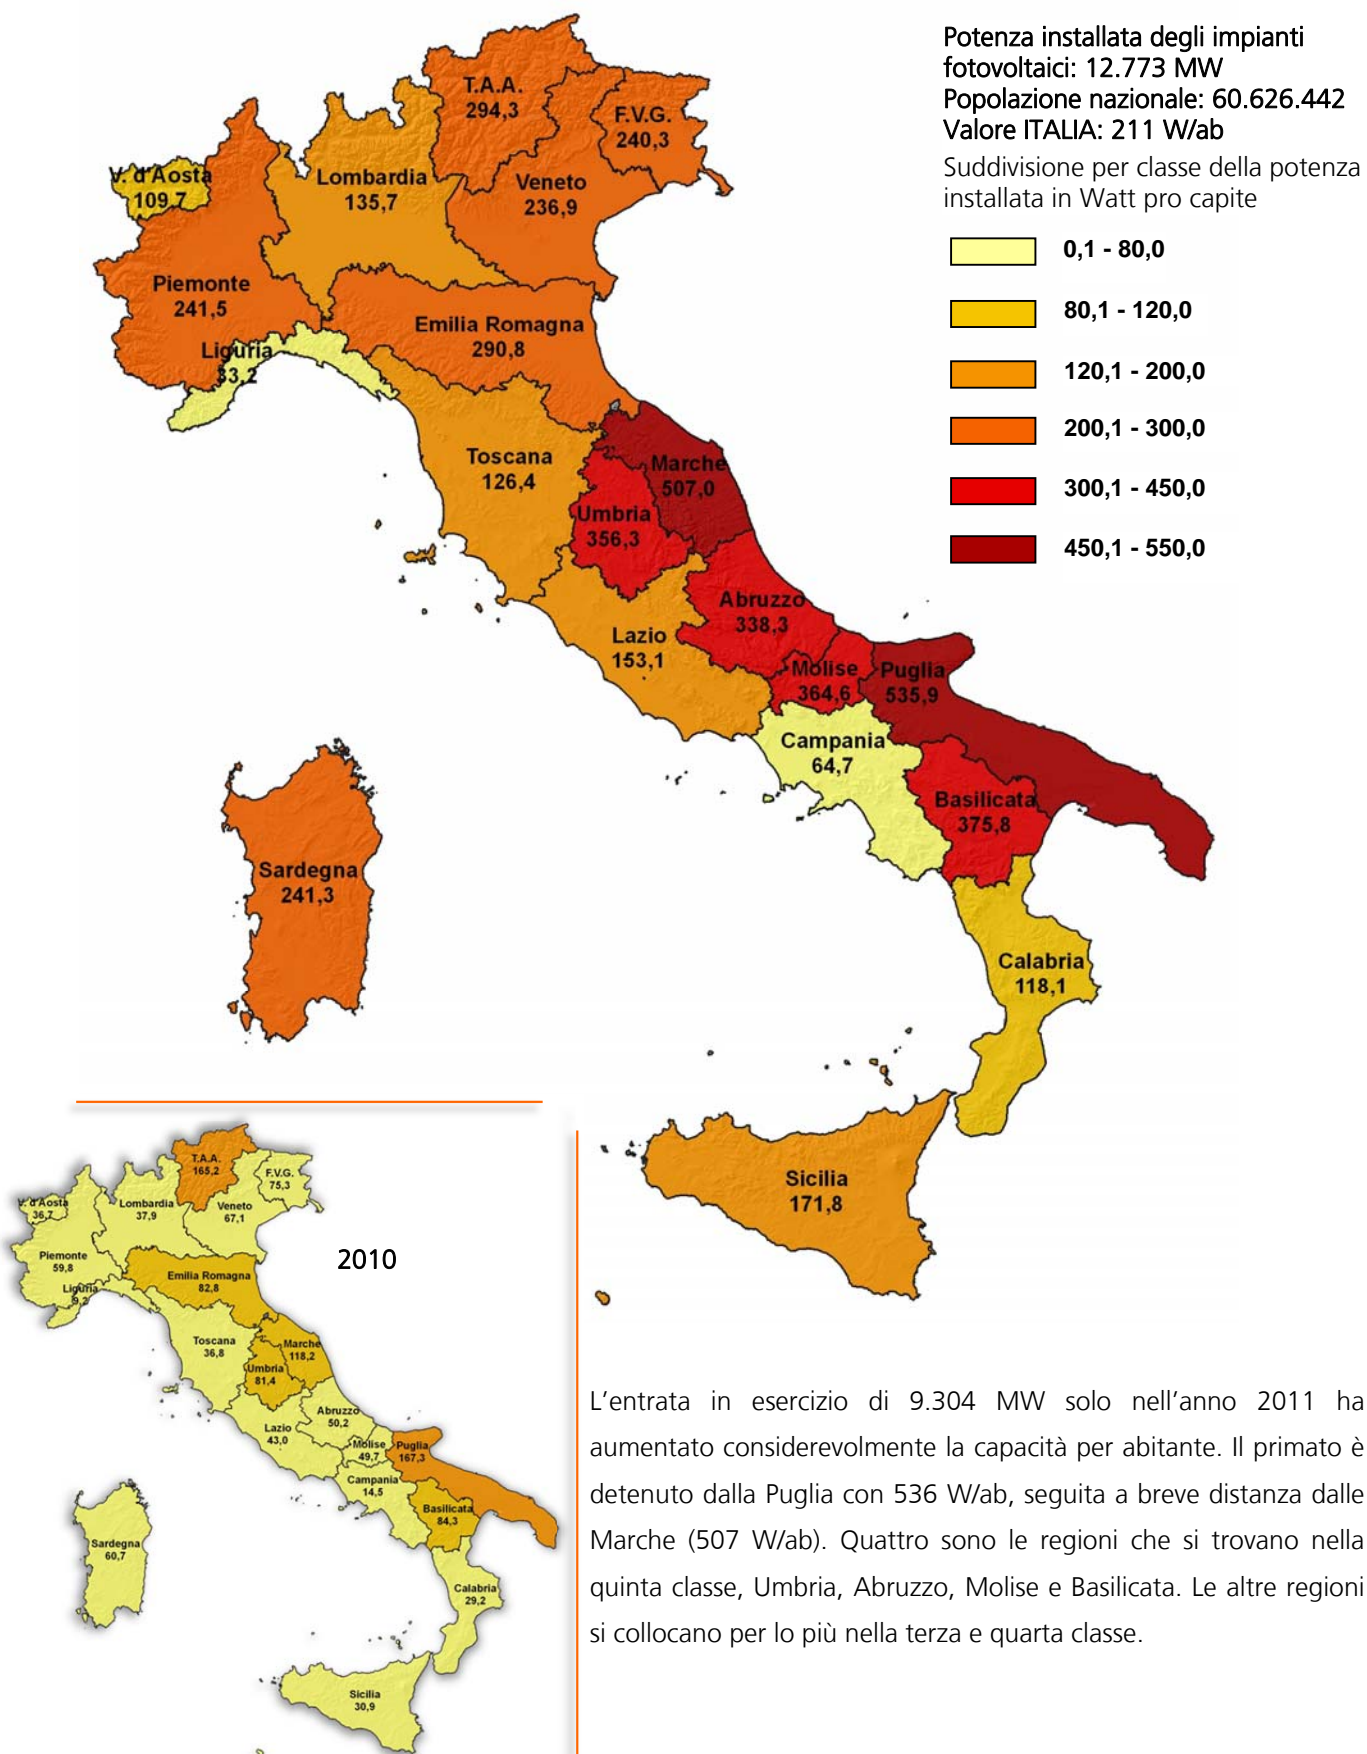 Potenza installata degli impianti
fotovoltaici: 12.773 MW
Popolazione nazionale: 60.626.442
Valore ITALIA: 211 W/ab
Suddivisione per classe della potenza
installata in Watt pro capite
0,1 - 80,0
80,1 - 120,0
120,1 - 200,0
200,1 - 300,0
300,1 - 450,0
450,1 - 550,0
T.A.A.
294,3
F.V.G.
240,3
V. d'Aosta
109,7
Lombardia
135,7
Veneto
236,9
Piemonte
241,5
Emilia Romagna
290,8
Liguria
33,2
Toscana
126,4
Marche
507,0
Umbria
356,3
Abruzzo
338,3
Lazio
153,1
Molise
364,6
Puglia
535,9
Campania
64,7
Basilicata
375,8
Sardegna
241,3
Calabria
118,1
Sicilia
171,8
2010
T.A.A.
165,2
F.V.G.
75,3
V. d'Aosta
36,7
Lombardia
37,9
Veneto
67,1
Piemonte
59,8
Emilia Romagna
82,8
Liguria
9,2
Toscana
36,8
Marche
118,2
Umbria
81,4
Abruzzo
50,2
Lazio
43,0
Molise
49,7
Puglia
167,3
Campania
14,5
Basilicata
84,3
Sardegna
60,7
Calabria
29,2
Sicilia
30,9
L'entrata in esercizio di 9.304 MW solo nell'anno 2011 ha
aumentato considerevolmente la capacità per abitante. Il primato è
detenuto dalla Puglia con 536 W/ab, seguita a breve distanza dalle
Marche (507 W/ab). Quattro sono le regioni che si trovano nella
quinta classe, Umbria, Abruzzo, Molise e Basilicata. Le altre regioni
si collocano per lo più nella terza e quarta classe.